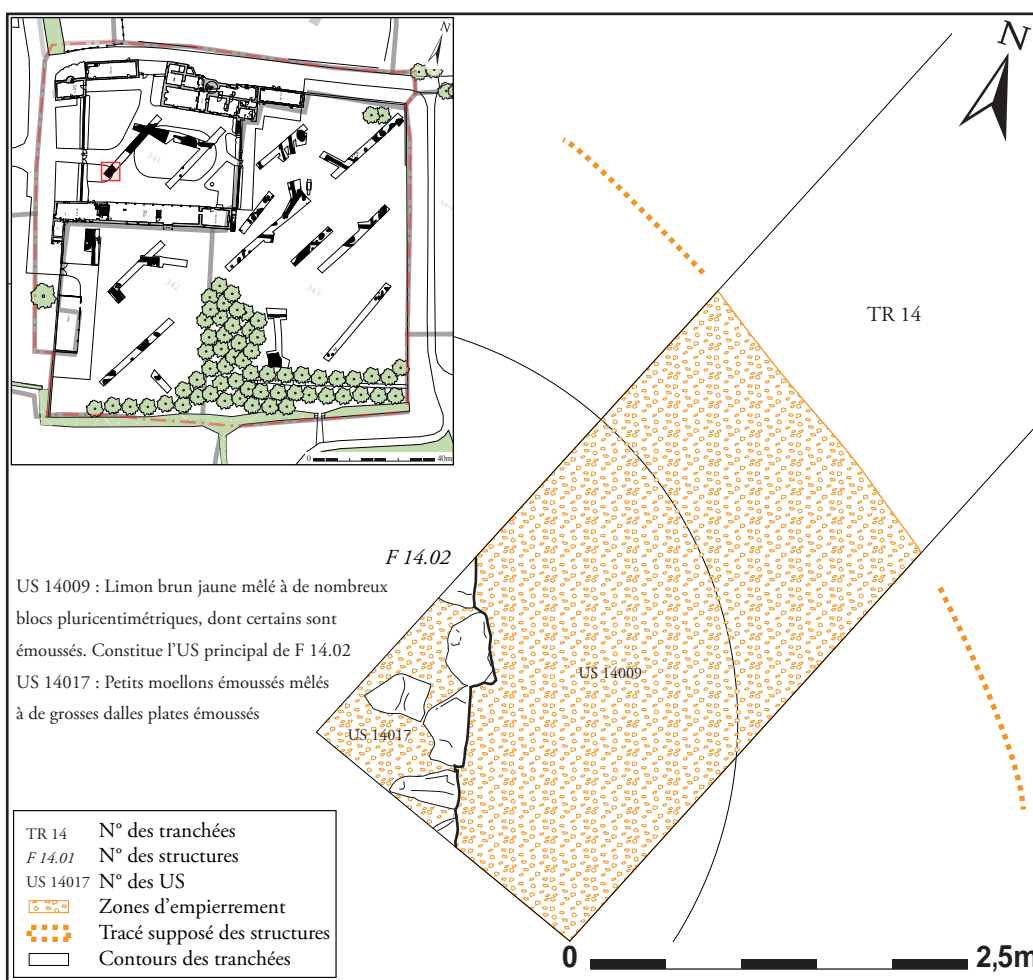 N
341
342
343
0
40m
N
TR 14
F 14.02
US 14009 : Limon brun jaune mêlé à de nombreux
blocs pluricentimétriques, dont certains sont
émoussés. Constitue l'US principal de F 14.02
US 14017 : Petits moellons émoussés mêlés
à de grosses dalles plates émoussés
US 14009
US 14017
TR 14 N° des tranchées
F 14.01 N° des structures
US 14017 N° des US
Zones d'empierrement
Tracé supposé des structures
Contours des tranchées
0
2,5m